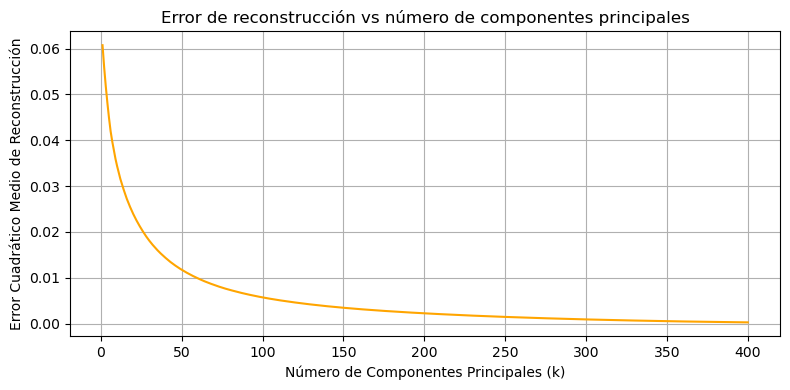 Error de reconstrucción vs número de componentes principales
Error Cuadrático Medio de Reconstrucción
0.06
0.05
0.04
0.03
0.02
0.01
0.00
0 50 100 150 200 250 300 350 400
Número de Componentes Principales (k)